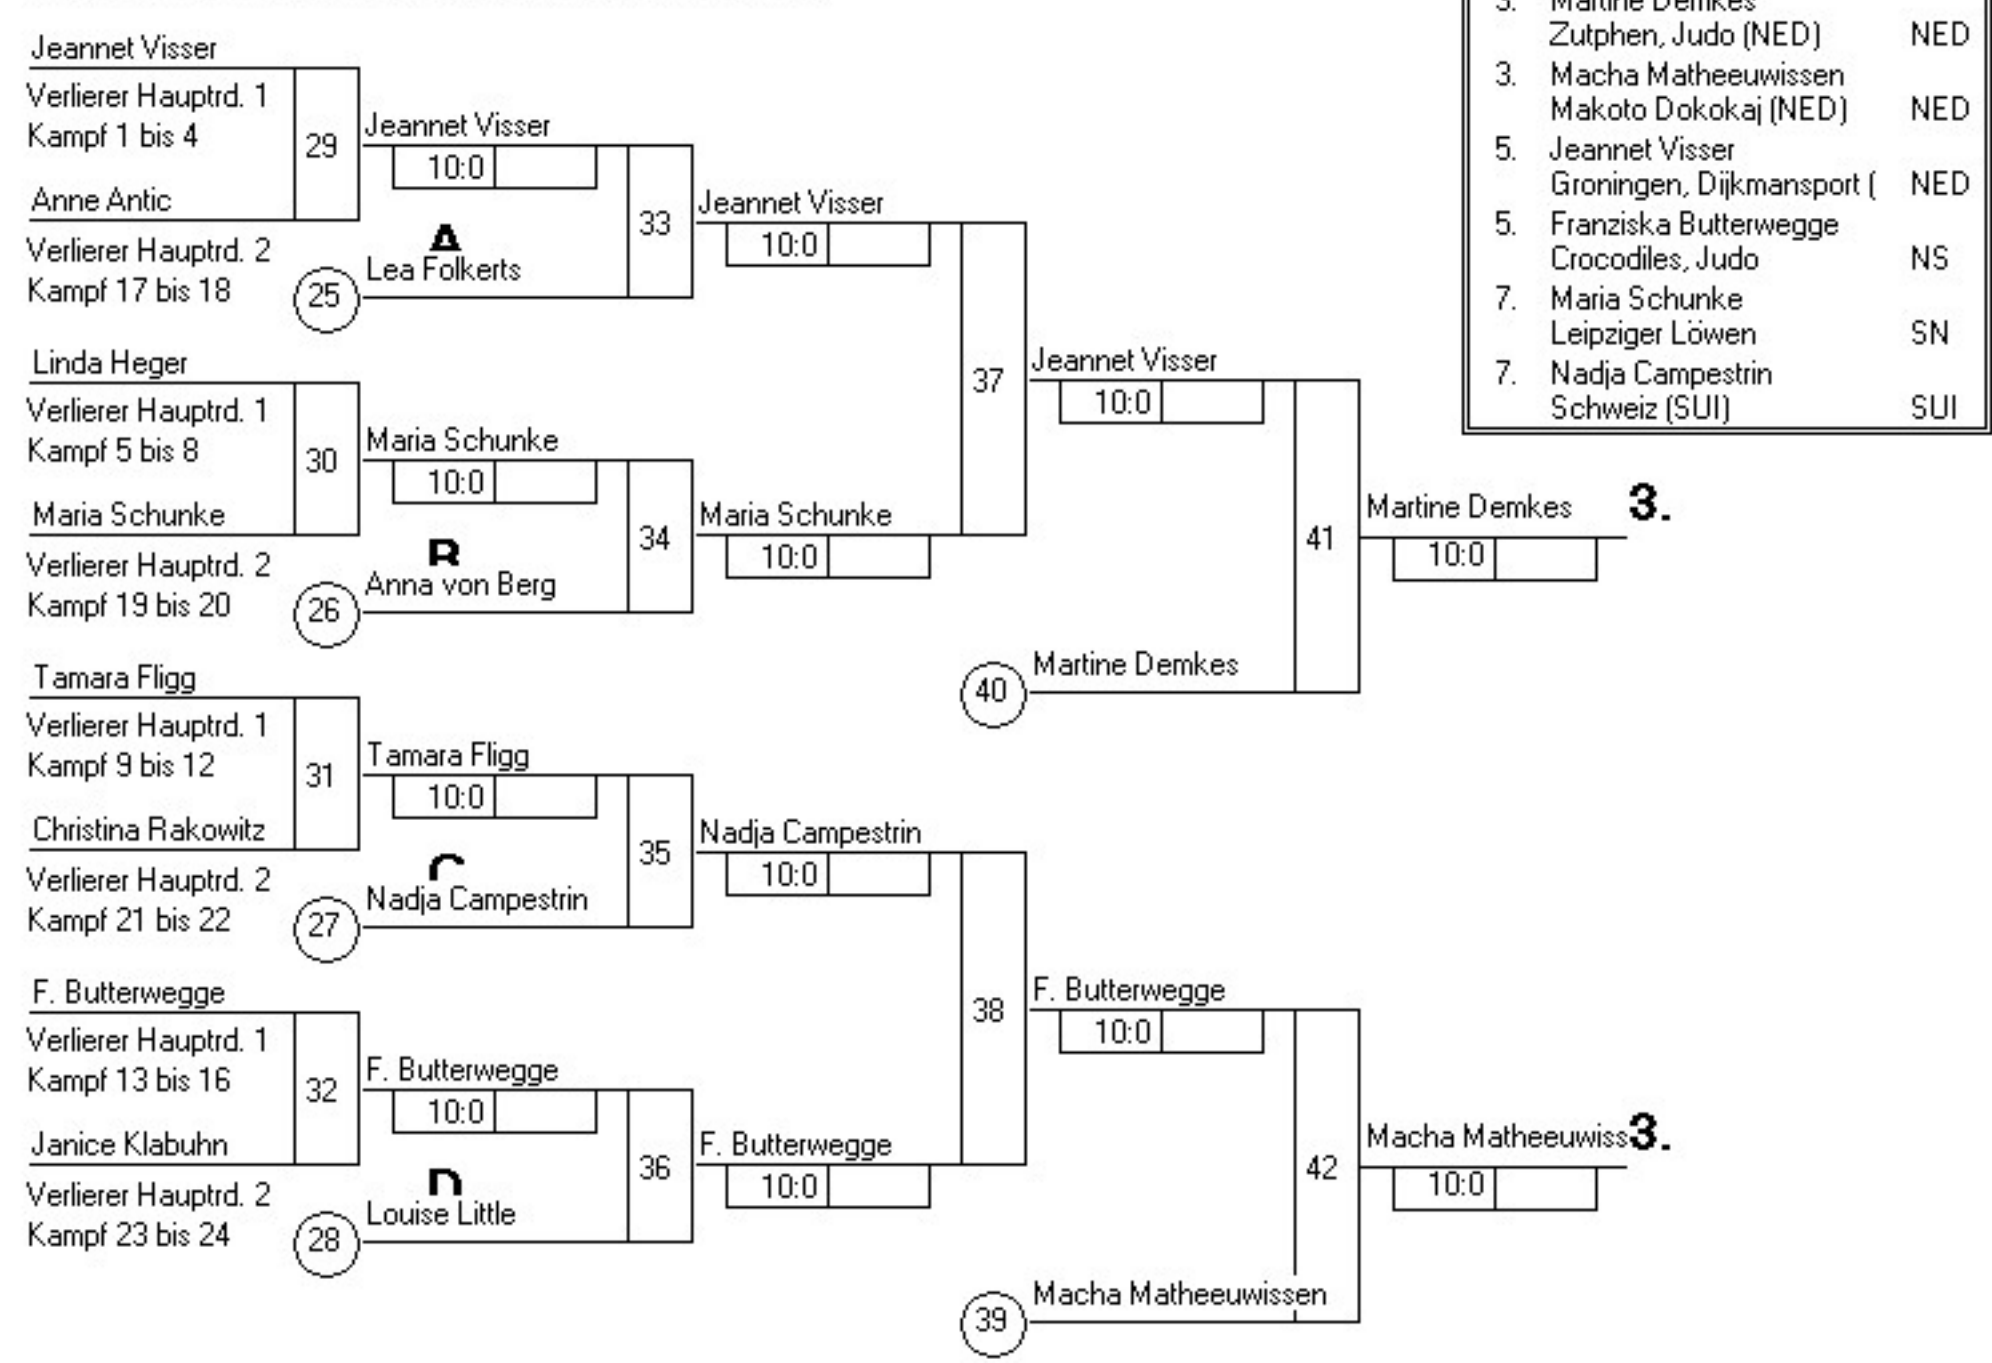 Jeannet Visser
Verlierer Hauptrd. 1
Kampf 1 bis 4
29
Anne Antic
Verlierer Hauptrd. 2
Kampf 17 bis 18
Jeannet Visser
10:0
A
Lea Folkerts
25
33
Jeannet Visser
10:0
Linda Heger
Verlierer Hauptrd. 1
Kampf 5 bis 8
30
Maria Schunke
Verlierer Hauptrd. 2
Kampf 19 bis 20
Maria Schunke
10:0
B
Anna von Berg
26
34
Maria Schunke
10:0
37
Jeannet Visser
10:0
40
Martine Demkes
41
Martine Demkes
3.
10:0
Tamara Fligg
Verlierer Hauptrd. 1
Kampf 9 bis 12
31
Christina Rakowitz
Verlierer Hauptrd. 2
Kampf 21 bis 22
Tamara Fligg
10:0
C
Nadja Campestrin
27
35
Nadja Campestrin
10:0
F. Butterwegge
Verlierer Hauptrd. 1
Kampf 13 bis 16
32
Janice Klabuhn
Verlierer Hauptrd. 2
Kampf 23 bis 24
F. Butterwegge
10:0
D
Louise Little
28
36
F. Butterwegge
10:0
38
F. Butterwegge
10:0
39
Macha Matheeuwissen
42
Macha Matheeuwiss3.
10:0
3. Martine Demkes
Zutphen, Judo (NED) NED
3. Macha Matheeuwissen
Makoto Dokokaj (NED) NED
5. Jeannet Visser
Groningen, Dijkmansport ( NED
5. Franziska Butterwegge
Crocodiles, Judo NS
7. Maria Schunke
Leipziger Löwen SN
7. Nadja Campestrin
Schweiz (SUI) SUI